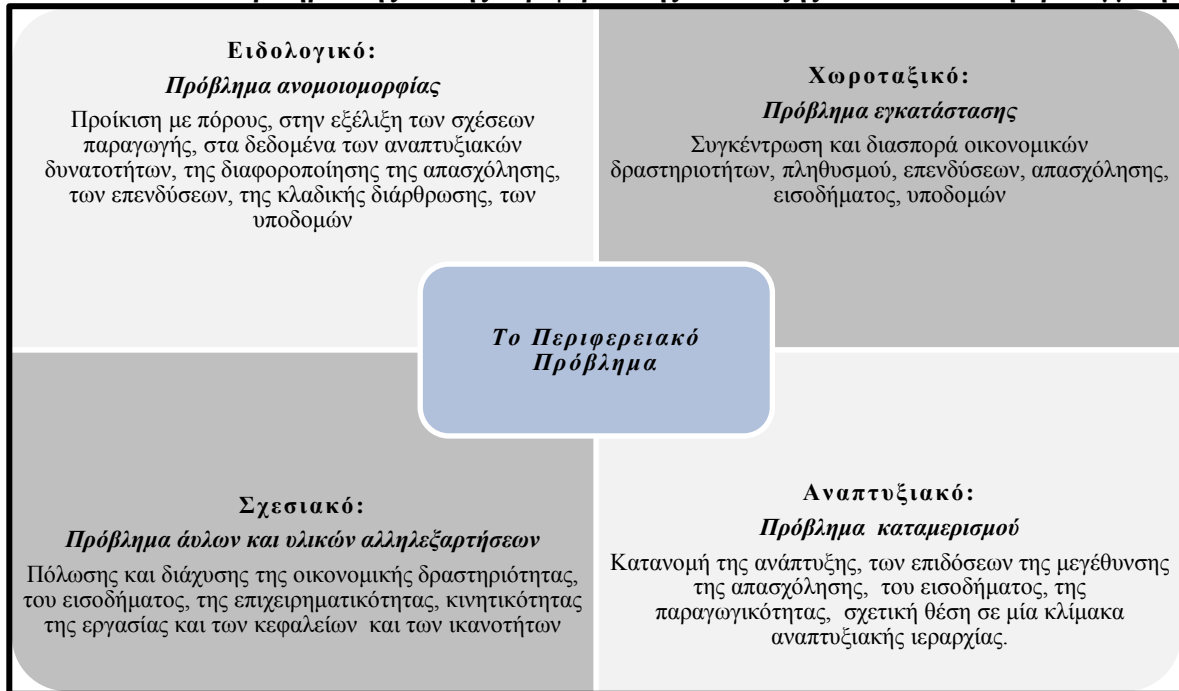 Ειδολογικό:
Πρόβλημα ανομοιομορφίας
Προίκιση με πόρους, στην εξέλιξη των σχέσεων
παραγωγής, στα δεδομένα των αναπτυξιακών
δυνατοτήτων, της διαφοροποίησης της απασχόλησης,
των επενδύσεων, της κλαδικής διάρθρωσης, των
υποδομών
Χωροταξικό:
Πρόβλημα εγκατάστασης
Συγκέντρωση και διασπορά οικονομικών
δραστηριοτήτων, πληθυσμού, επενδύσεων, απασχόλησης,
εισοδήματος, υποδομών
Το Περιφερειακό
Πρόβλημα
Σχεσιακό:
Πρόβλημα άυλων και υλικών αλληλεξαρτήσεων
Πόλωσης και διάχυσης της οικονομικής δραστηριότητας,
του εισοδήματος, της επιχειρηματικότητας, κινητικότητας
της εργασίας και των κεφαλείων και των ικανοτήτων
Αναπτυξιακό:
Πρόβλημα καταμερισμού
Κατανομή της ανάπτυξης, των επιδόσεων της μεγέθυνσης
της απασχόλησης, του εισοδήματος, της
παραγωγικότητας, σχετική θέση σε μία κλίμακα
αναπτυξιακής ιεραρχίας.